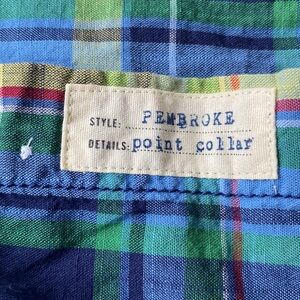 STYLE: PEMBROKE
DETAILS: point collar